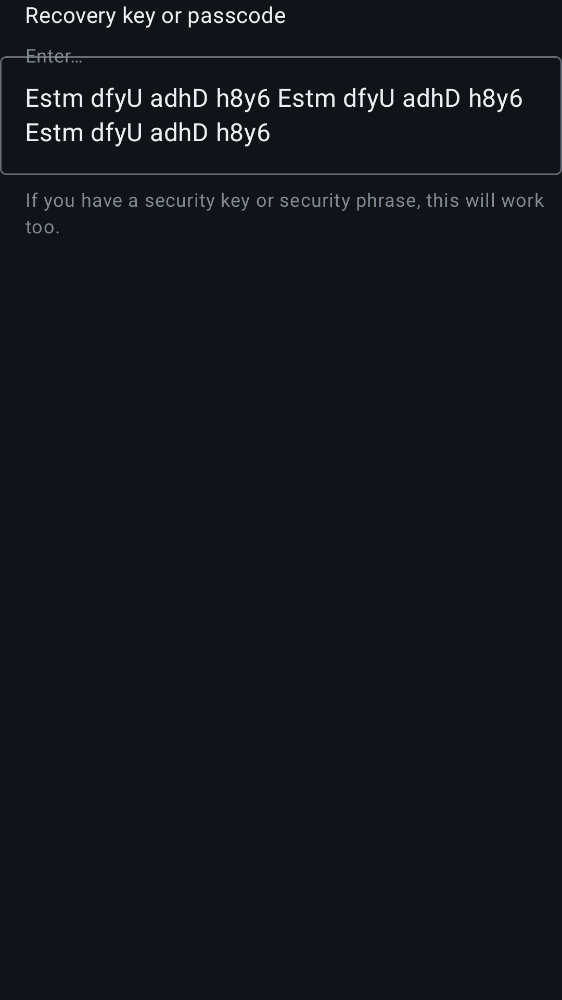 Recovery key or passcode
Enter…
Estm dfyU adhD h8y6 Estm dfyU adhD h8y6
Estm dfyU adhD h8y6
If you have a security key or security phrase, this will work
too.